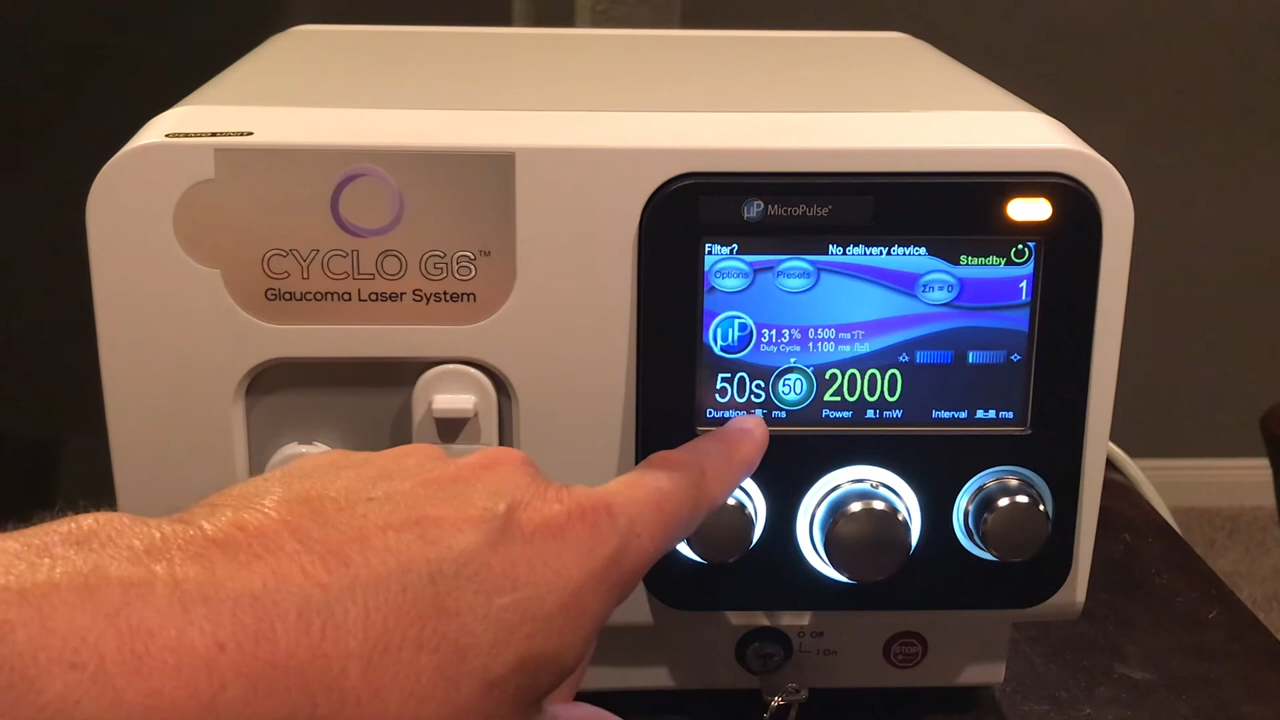 DEMO UNIT
CYCLO G6™
Glaucoma Laser System
µP MicroPulse®
Filter? No delivery device.
Standby
Options Presets Σn = 0 1
µP 31.3% 0.500 ms
Duty Cycle 1.100 ms
50s 50 2000
Duration ms Power mW Interval ms
O Off
I On
STOP